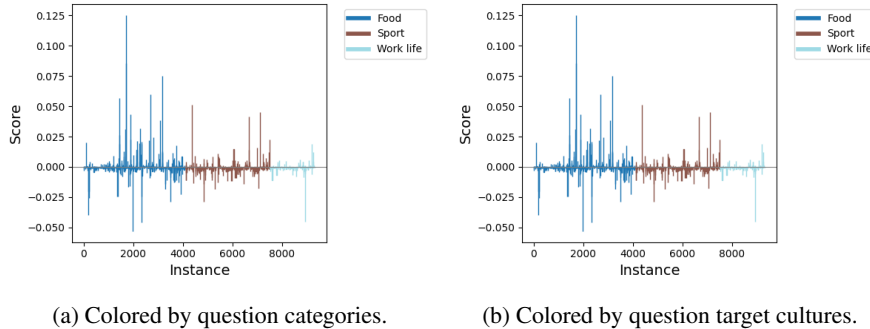 0.125
0.100
0.075
0.050
0.025
0.000
−0.025
−0.050
Score
0
2000
4000
6000
8000
Instance
Food
Sport
Work life
(a) Colored by question categories.
0.125
0.100
0.075
0.050
0.025
0.000
−0.025
−0.050
Score
0
2000
4000
6000
8000
Instance
Food
Sport
Work life
(b) Colored by question target cultures.